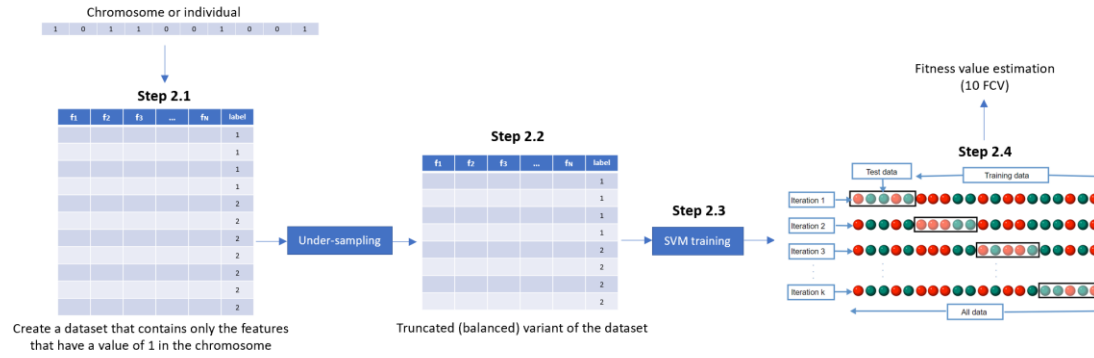 Chromosome or individual
1 0 1 1 0 0 1 0 0 1
Step 2.1
f₁ f₂ f₃ ... fN label
1
1
1
1
2
2
2
2
2
2
2
Create a dataset that contains only the features
that have a value of 1 in the chromosome
Under-sampling
Step 2.2
f₁ f₂ f₃ ... fN label
1
1
1
1
2
2
2
2
Truncated (balanced) variant of the dataset
Step 2.3
SVM training
Fitness value estimation
(10 FCV)
Step 2.4
Test data
Training data
Iteration 1
Iteration 2
Iteration 3
Iteration k
All data